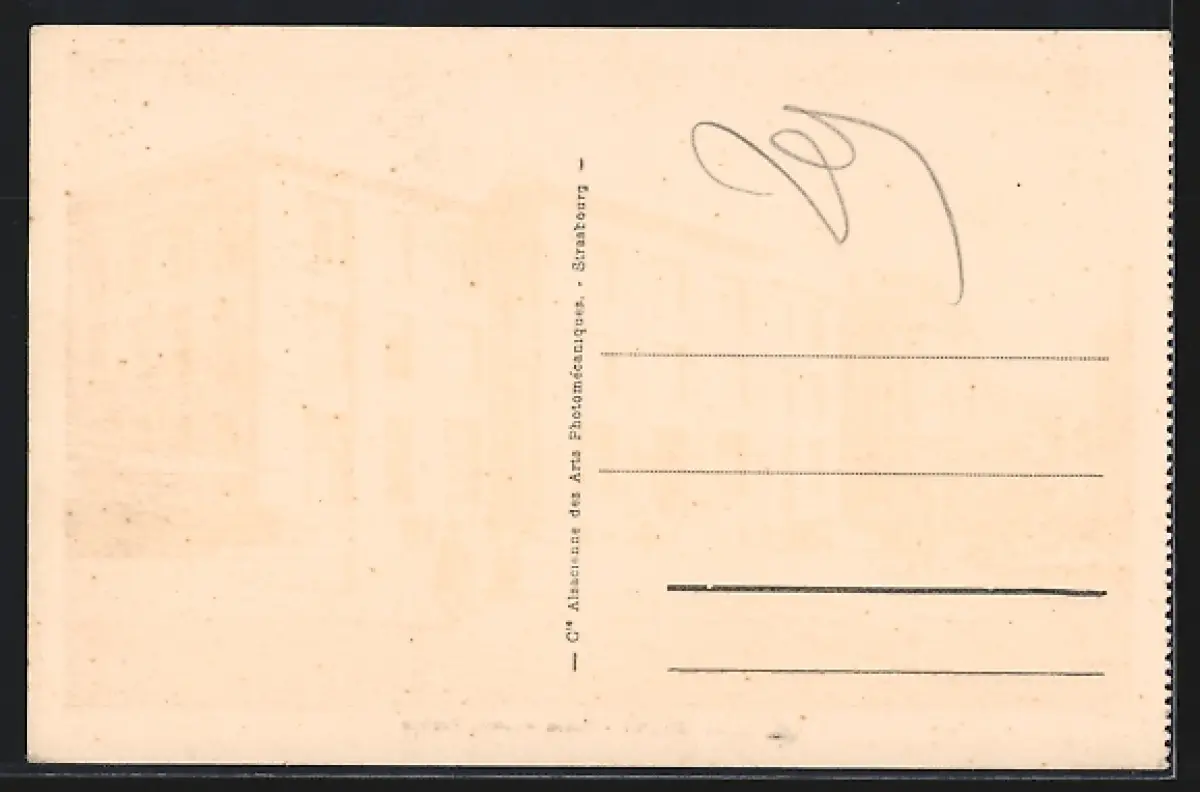 — Cie Alsacienne des Arts Photomécaniques. - Strasbourg —